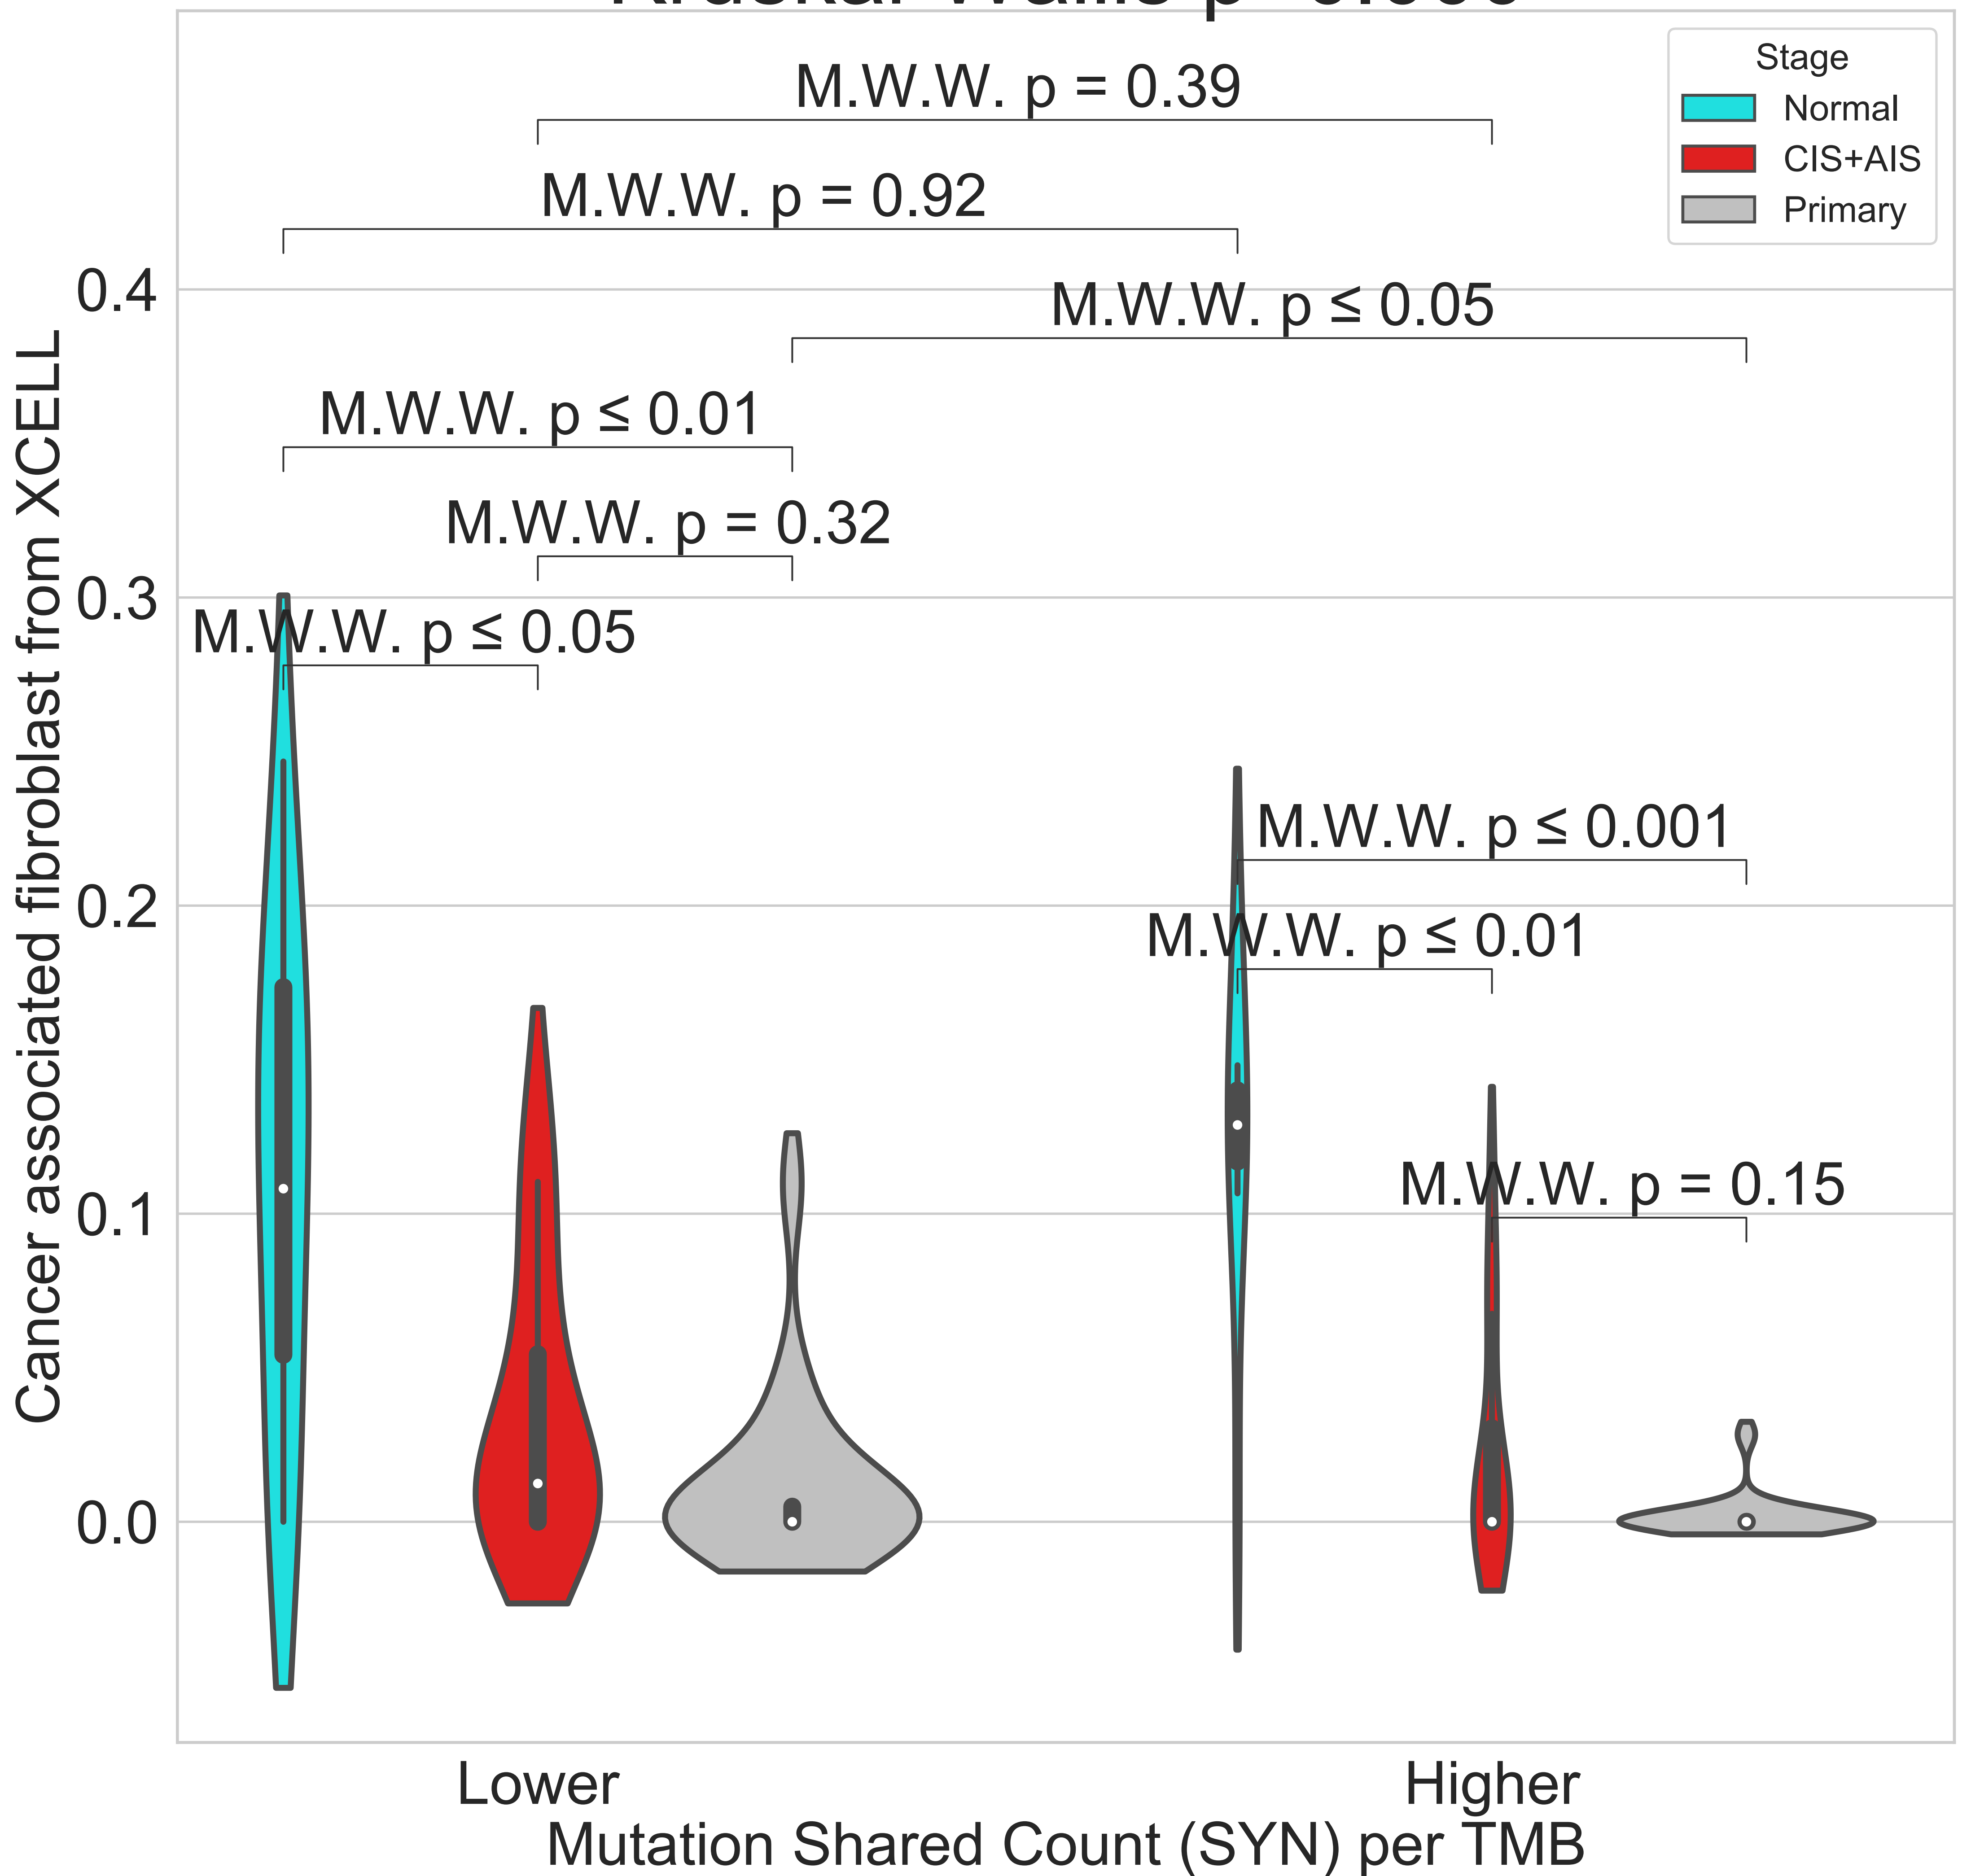 Stage
Normal
CIS+AIS
Primary
M.W.W. p = 0.39
M.W.W. p = 0.92
M.W.W. p ≤ 0.05
M.W.W. p ≤ 0.01
M.W.W. p = 0.32
M.W.W. p ≤ 0.05
M.W.W. p ≤ 0.001
M.W.W. p ≤ 0.01
M.W.W. p = 0.15
0.4
0.3
0.2
0.1
0.0
Cancer associated fibroblast from XCELL
Lower
Higher
Mutation Shared Count (SYN) per TMB